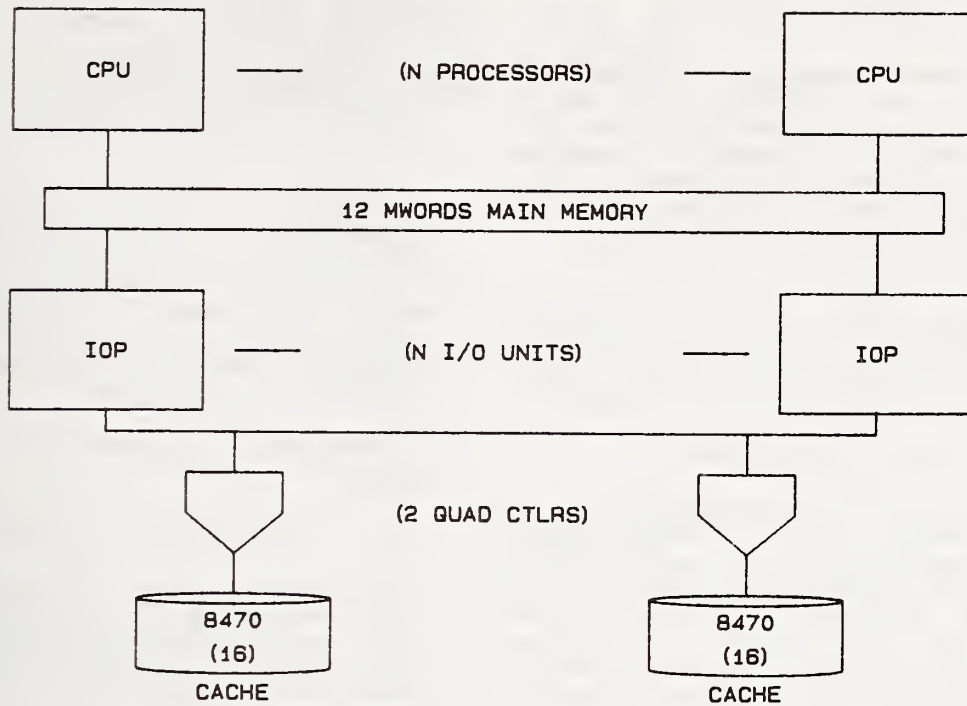 CPU
(N PROCESSORS)
CPU
12 MWORDS MAIN MEMORY
IOP
(N I/O UNITS)
IOP
(2 QUAD CTLRS)
8470
(16)
CACHE
8470
(16)
CACHE